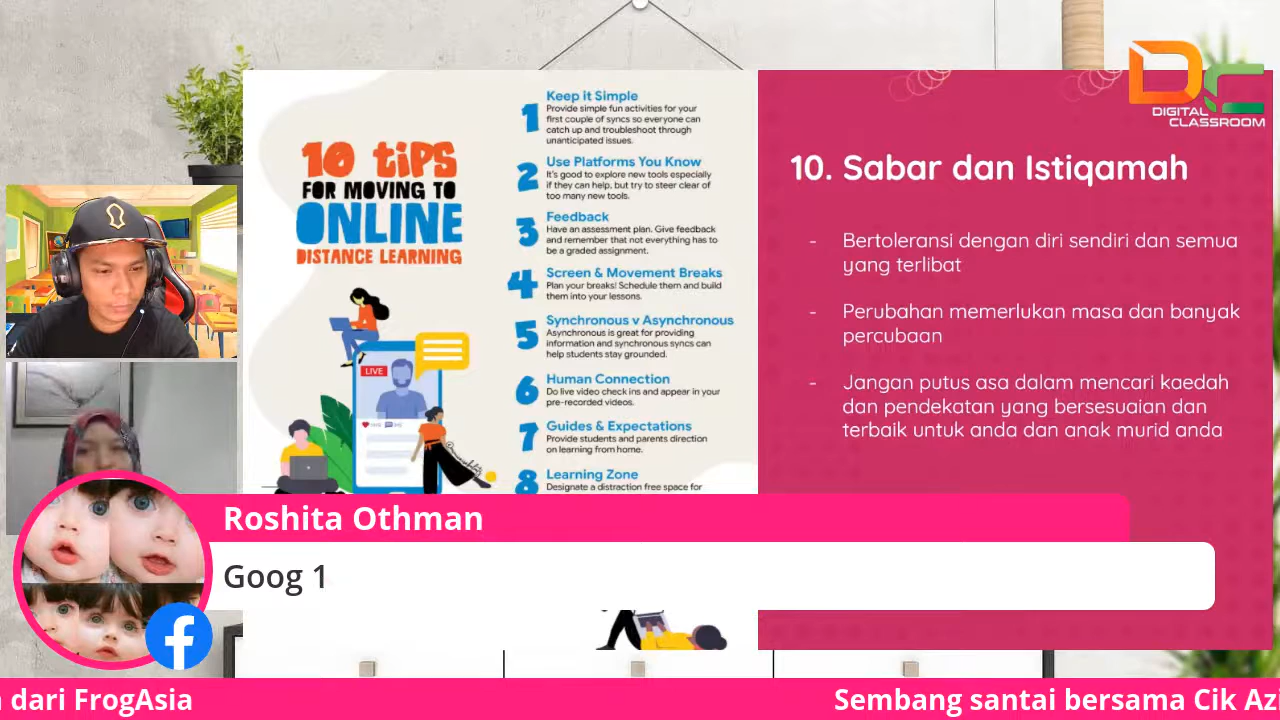 10 TIPS
FOR MOVING TO
ONLINE
DISTANCE LEARNING
LIVE
1
Keep it Simple
Provide simple fun activities for your
first couple of syncs so everyone can
catch up and troubleshoot through
unanticipated issues.
2
Use Platforms You Know
It's good to explore new tools especially
if they can help, but try to steer clear of
too many new tools.
3
Feedback
Have an assessment plan. Give feedback
and remember that not everything has to
be a graded assignment.
4
Screen & Movement Breaks
Plan your breaks! Schedule them and build
them into your lessons.
5
Synchronous v Asynchronous
Asynchronous is great for providing
information and synchronous syncs can
help students stay grounded.
6
Human Connection
Do live video check ins and appear in your
pre-recorded videos.
7
Guides & Expectations
Provide students and parents direction
on learning from home.
8
Learning Zone
Designate a distraction free space for
DC
DIGITAL
CLASSROOM
10. Sabar dan Istiqamah
- Bertoleransi dengan diri sendiri dan semua
yang terlibat
- Perubahan memerlukan masa dan banyak
percubaan
- Jangan putus asa dalam mencari kaedah
dan pendekatan yang bersesuaian dan
terbaik untuk anda dan anak murid anda
Roshita Othman
Goog 1
dari FrogAsia
Sembang santai bersama Cik Azi